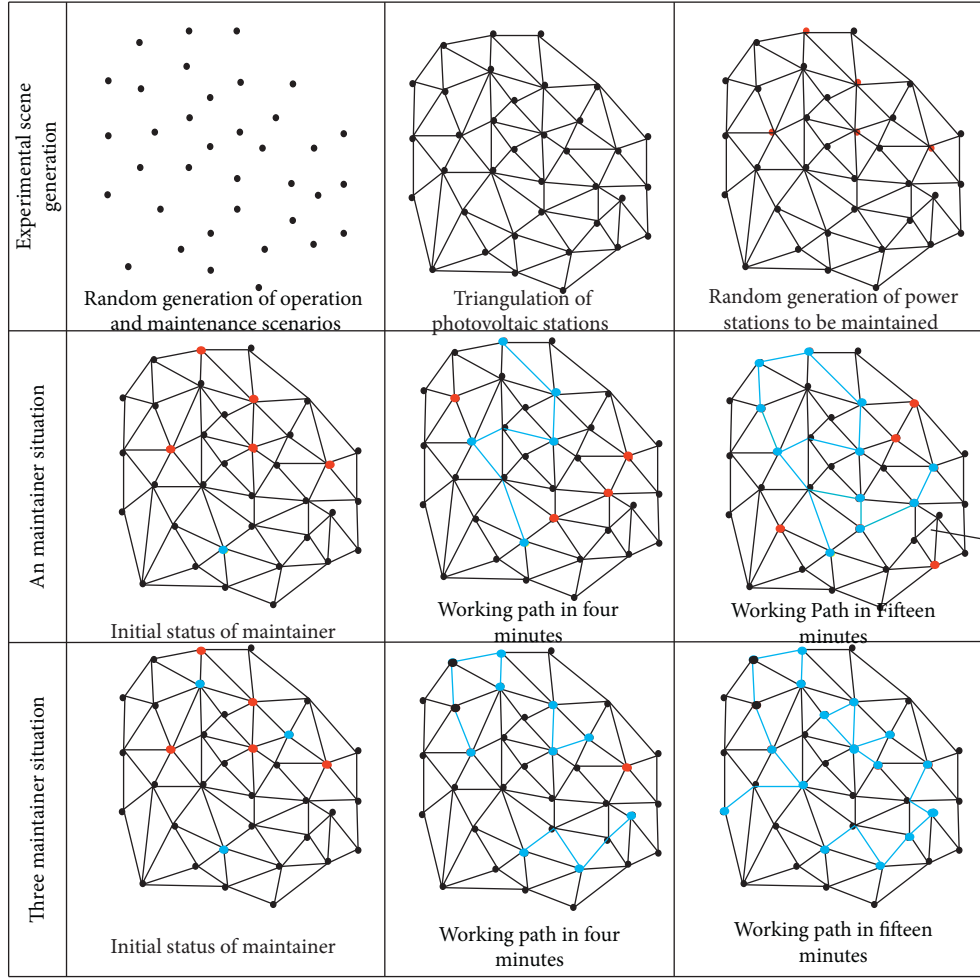 Experimental scene
generation
Random generation of operation
and maintenance scenarios
Triangulation of
photovoltaic stations
Random generation of power
stations to be maintained
An maintainer situation
Initial status of maintainer
Working path in four
minutes
Working Path in Fifteen
minutes
Three maintainer situation
Initial status of maintainer
Working path in four
minutes
Working path in fifteen
minutes